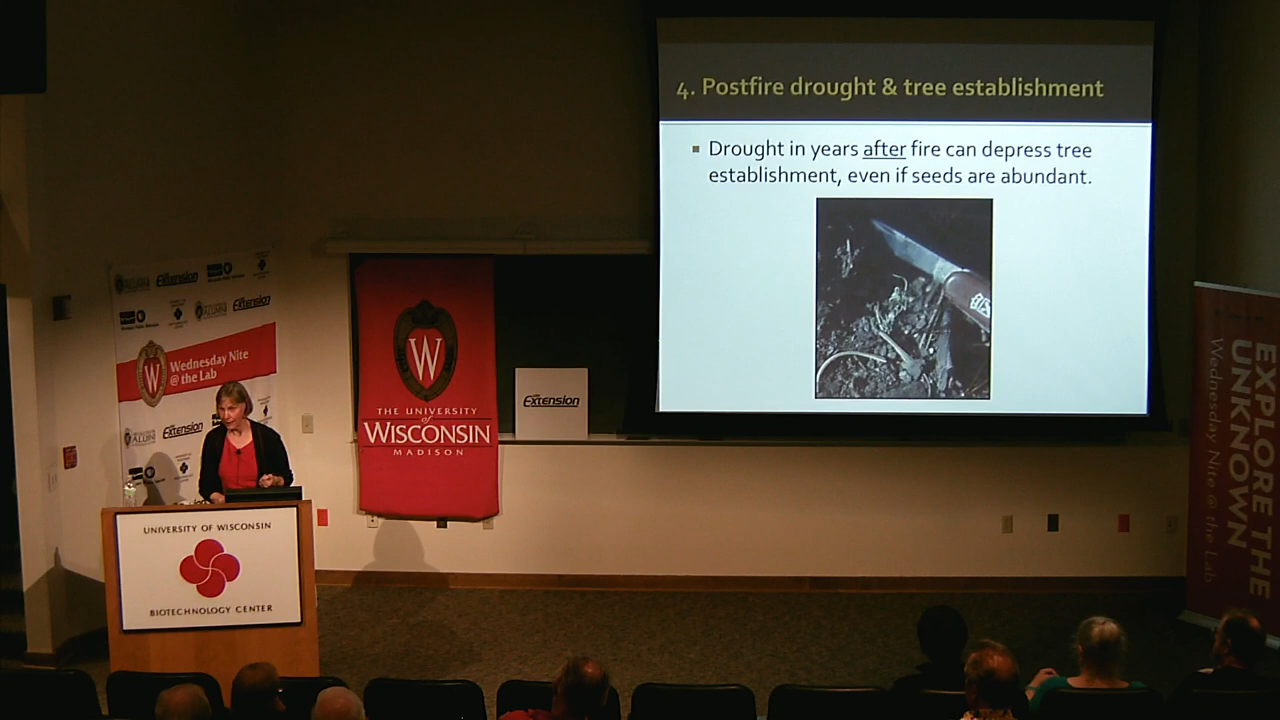 4. Postfire drought & tree establishment
Drought in years after fire can depress tree
establishment, even if seeds are abundant.
Extension
Extension
Wednesday Nite
@ the Lab
Extension
W
THE UNIVERSITY
of
WISCONSIN
MADISON
Extension
UNIVERSITY OF WISCONSIN
BIOTECHNOLOGY CENTER
EXPLORE THE
UNKNOWN
Wednesday Nite @ the Lab